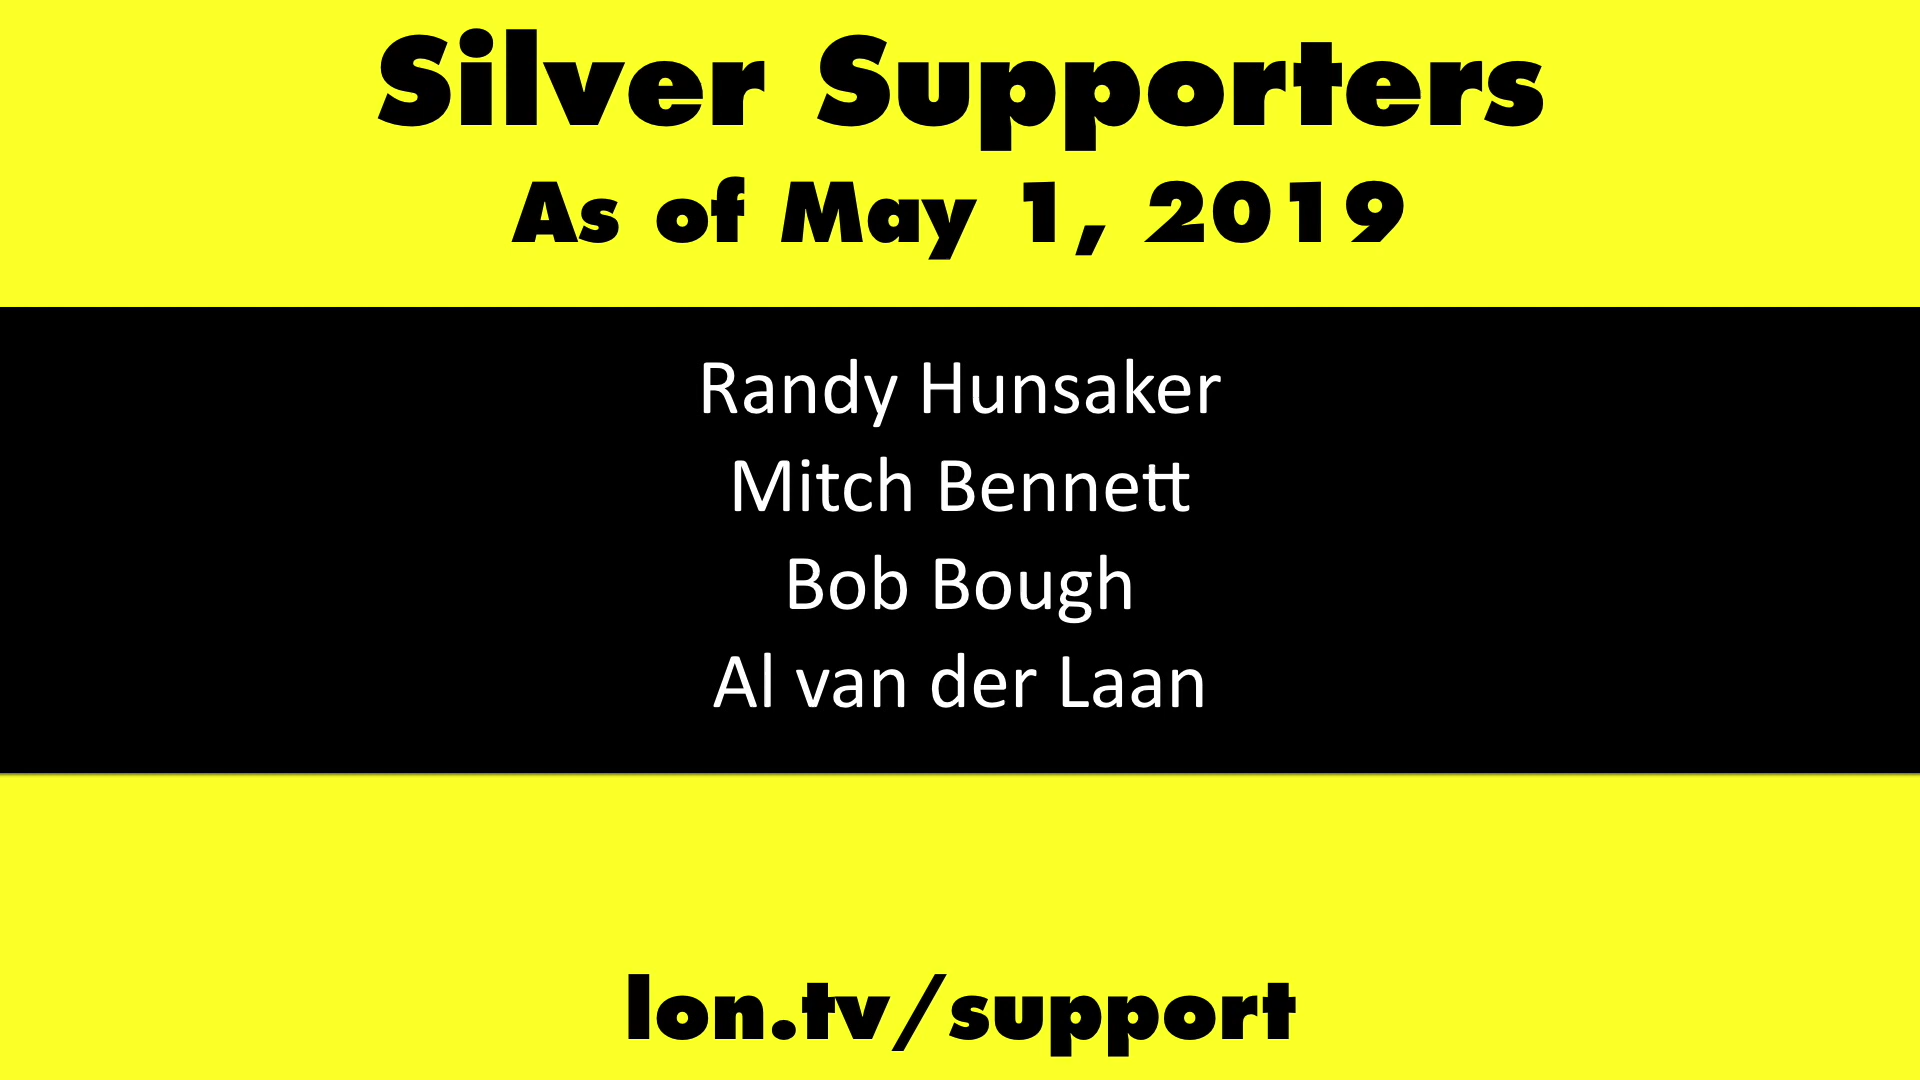 Silver Supporters
As of May 1, 2019
Randy Hunsaker
Mitch Bennett
Bob Bough
Al van der Laan
lon.tv/support